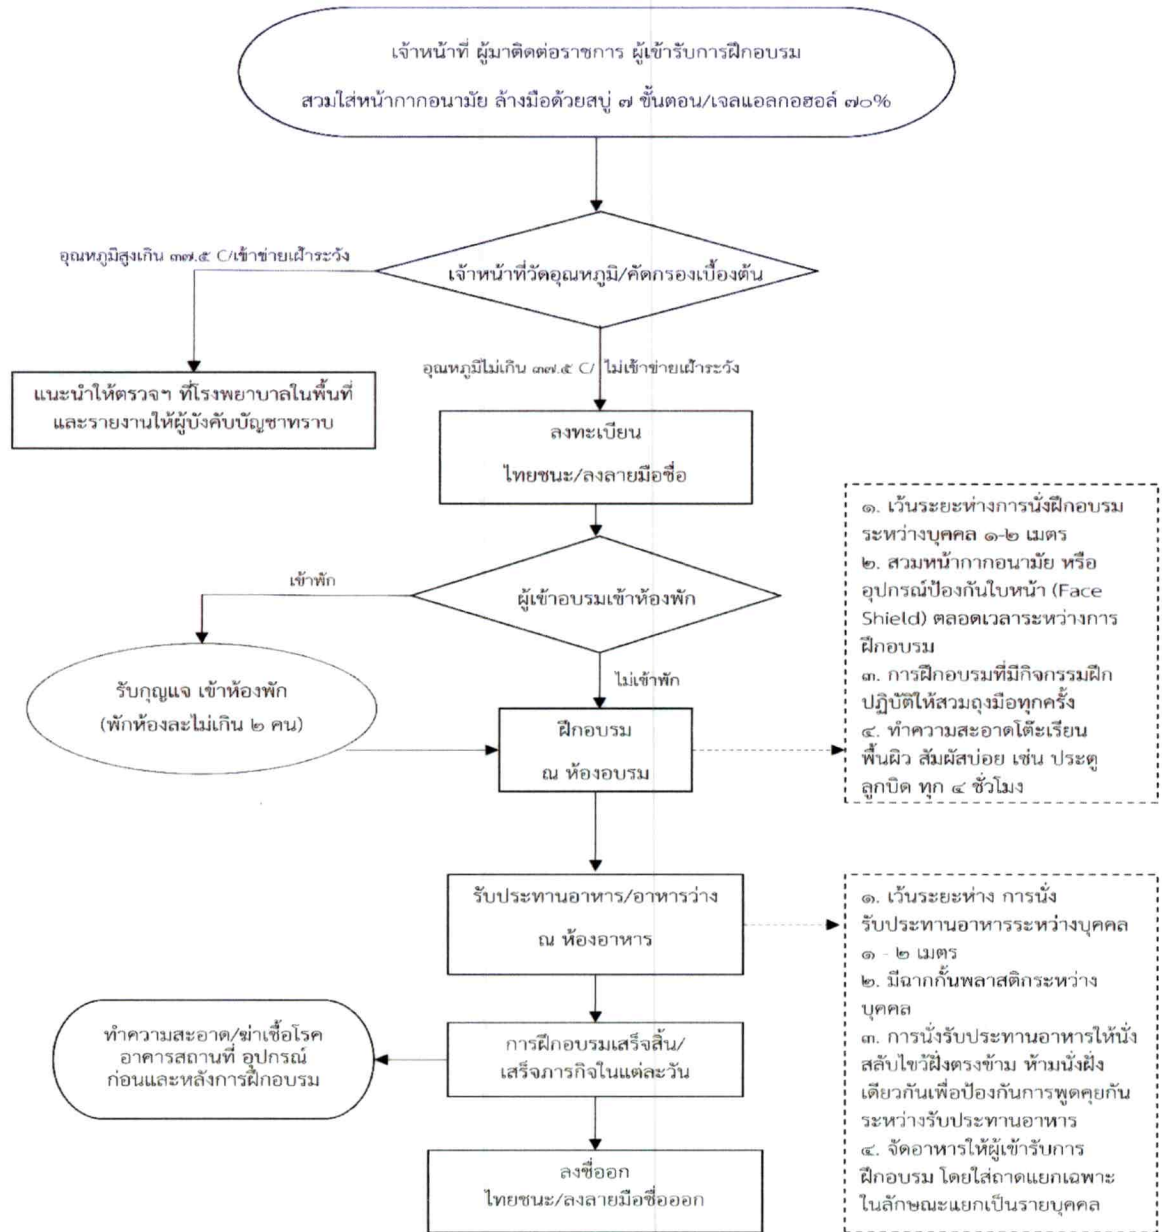 เจ้าหน้าที่ ผู้มาติดต่อราชการ ผู้เข้ารับการฝึกอบรม
สวมใส่หน้ากากอนามัย ล้างมือด้วยสบู่ ๗ ขั้นตอน/เจลแอลกอฮอล์ ๗๐%
อุณหภูมิสูงเกิน ๓๗.๕ C/เข้าข่ายเฝ้าระวัง
เจ้าหน้าที่วัดอุณหภูมิ/คัดกรองเบื้องต้น
แนะนำให้ตรวจฯ ที่โรงพยาบาลในพื้นที่
และรายงานให้ผู้บังคับบัญชาทราบ
อุณหภูมิไม่เกิน ๓๗.๕ C/ ไม่เข้าข่ายเฝ้าระวัง
ลงทะเบียน
ไทยชนะ/ลงลายมือชื่อ
เข้าพัก
ผู้เข้าอบรมเข้าห้องพัก
รับกุญแจ เข้าห้องพัก
(พักห้องละไม่เกิน ๒ คน)
ไม่เข้าพัก
ฝึกอบรม
ณ ห้องอบรม
๑. เว้นระยะห่างการนั่งฝึกอบรม
ระหว่างบุคคล ๑-๒ เมตร
๒. สวมหน้ากากอนามัย หรือ
อุปกรณ์ป้องกันใบหน้า (Face
Shield) ตลอดเวลาระหว่างการ
ฝึกอบรม
๓. การฝึกอบรมที่มีกิจกรรมฝึก
ปฏิบัติให้สวมถุงมือทุกครั้ง
๔. ทำความสะอาดโต๊ะเรียน
พื้นผิว สัมผัสบ่อย เช่น ประตู
ลูกบิด ทุก ๔ ชั่วโมง
รับประทานอาหาร/อาหารว่าง
ณ ห้องอาหาร
๑. เว้นระยะห่าง การนั่ง
รับประทานอาหารระหว่างบุคคล
๑ - ๒ เมตร
๒. มีฉากกั้นพลาสติกระหว่าง
บุคคล
๓. การนั่งรับประทานอาหารให้นั่ง
สลับไขว้ฝั่งตรงข้าม ห้ามนั่งฝั่ง
เดียวกันเพื่อป้องกันการพูดคุยกัน
ระหว่างรับประทานอาหาร
๔. จัดอาหารให้ผู้เข้ารับการ
ฝึกอบรม โดยใส่ถาดแยกเฉพาะ
ในลักษณะแยกเป็นรายบุคคล
ทำความสะอาด/ฆ่าเชื้อโรค
อาคารสถานที่ อุปกรณ์
ก่อนและหลังการฝึกอบรม
การฝึกอบรมเสร็จสิ้น/
เสร็จภารกิจในแต่ละวัน
ลงชื่อออก
ไทยชนะ/ลงลายมือชื่อออก